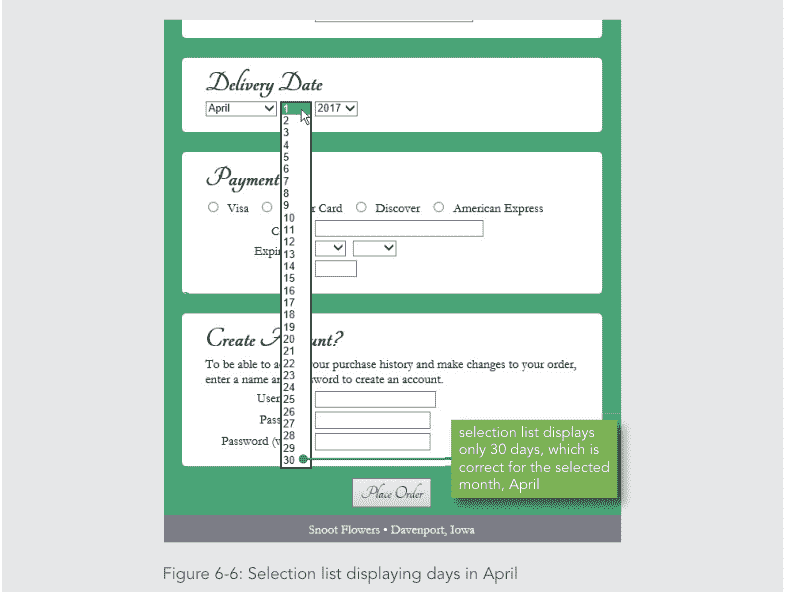 Delivery Date
April 1 2017
2
3
4
5
6
Payment
7
8
Visa 9 r Card Discover American Express
10
C 11
12
Expi 13
14
15
16
17
18
19
Create A unt?
20
21
To be able to a 22 our purchase history and make changes to your order,
23
enter a name an sword to create an account.
24
User 25
26
Pass 27
28
Password (v 29
30
selection list displays
only 30 days, which is
correct for the selected
month, April
Place Order
Snoot Flowers • Davenport, Iowa
Figure 6-6: Selection list displaying days in April